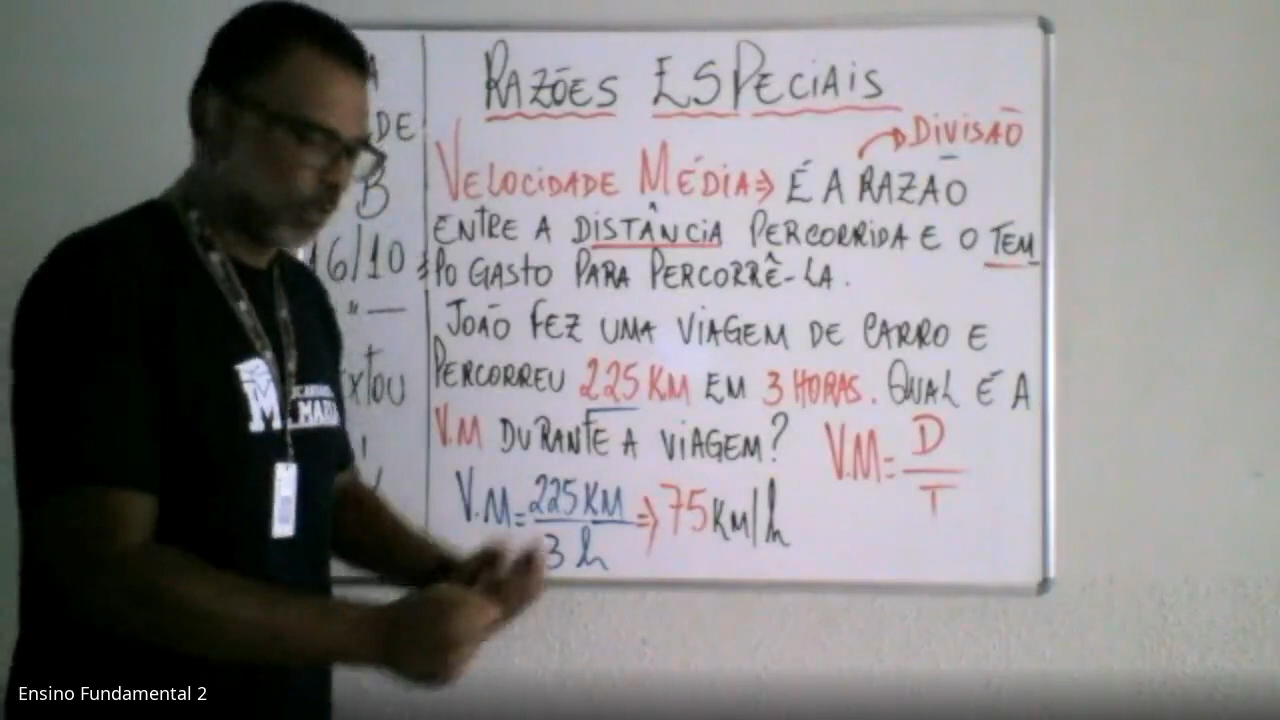 RAZÕES ESPECIAIS
DIVISÃO
VELOCIDADE MÉDIA⇒ É A RAZÃO
ENTRE A DISTÂNCIA PERCORRIDA E O TEM
PO GASTO PARA PERCORRÊ-LA.
JOÃO FEZ UMA VIAGEM DE CARRO E
PERCORREU 225 KM EM 3 HORAS. QUAL É A
V.M DURANTE A VIAGEM?
V.M= D
T
V.M= 225 KM ⇒ 75 KM/h
3 h
A
DE
B
16/10
" —
XTOU
Ensino Fundamental 2